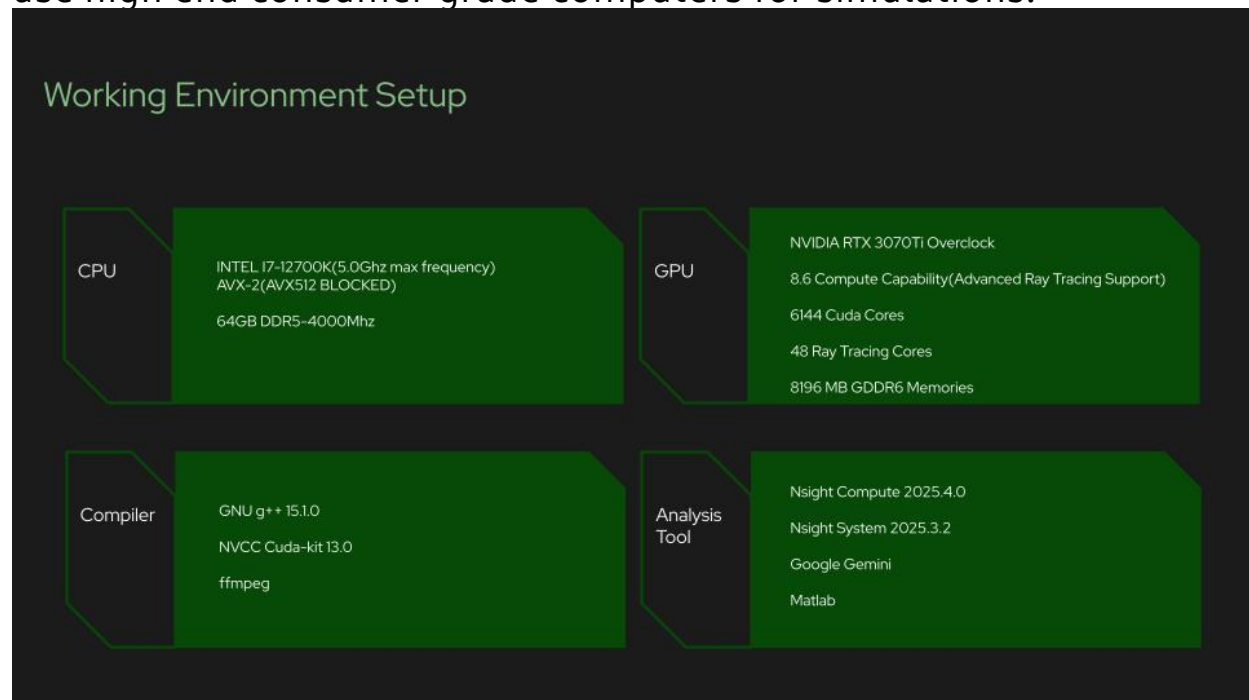 use high end consumer grade computers for simulations.
Working Environment Setup
CPU
INTEL I7-12700K(5.0Ghz max frequency)
AVX-2(AVX512 BLOCKED)
64GB DDR5-4000Mhz
GPU
NVIDIA RTX 3070Ti Overclock
8.6 Compute Capability(Advanced Ray Tracing Support)
6144 Cuda Cores
48 Ray Tracing Cores
8196 MB GDDR6 Memories
Compiler
GNU g++ 15.1.0
NVCC Cuda-kit 13.0
ffmpeg
Analysis
Tool
Nsight Compute 2025.4.0
Nsight System 2025.3.2
Google Gemini
Matlab